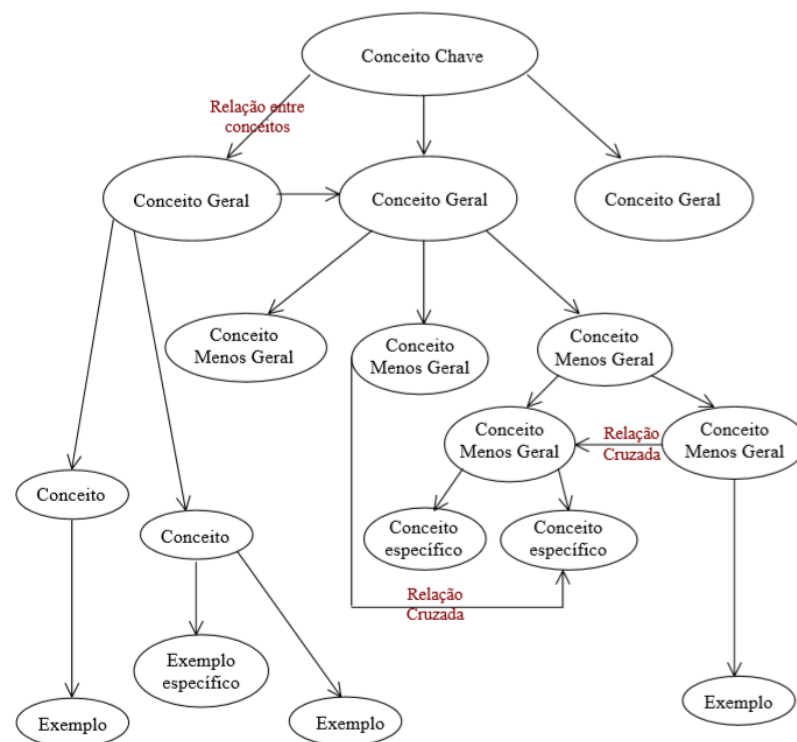 Conceito Chave
Relação entre
conceitos
Conceito Geral
Conceito Geral
Conceito Geral
Conceito
Menos Geral
Conceito
Menos Geral
Conceito
Menos Geral
Conceito
Menos Geral
Relação
Cruzada
Conceito
Menos Geral
Conceito
Conceito
Conceito
específico
Conceito
específico
Relação
Cruzada
Exemplo
específico
Exemplo
Exemplo
Exemplo